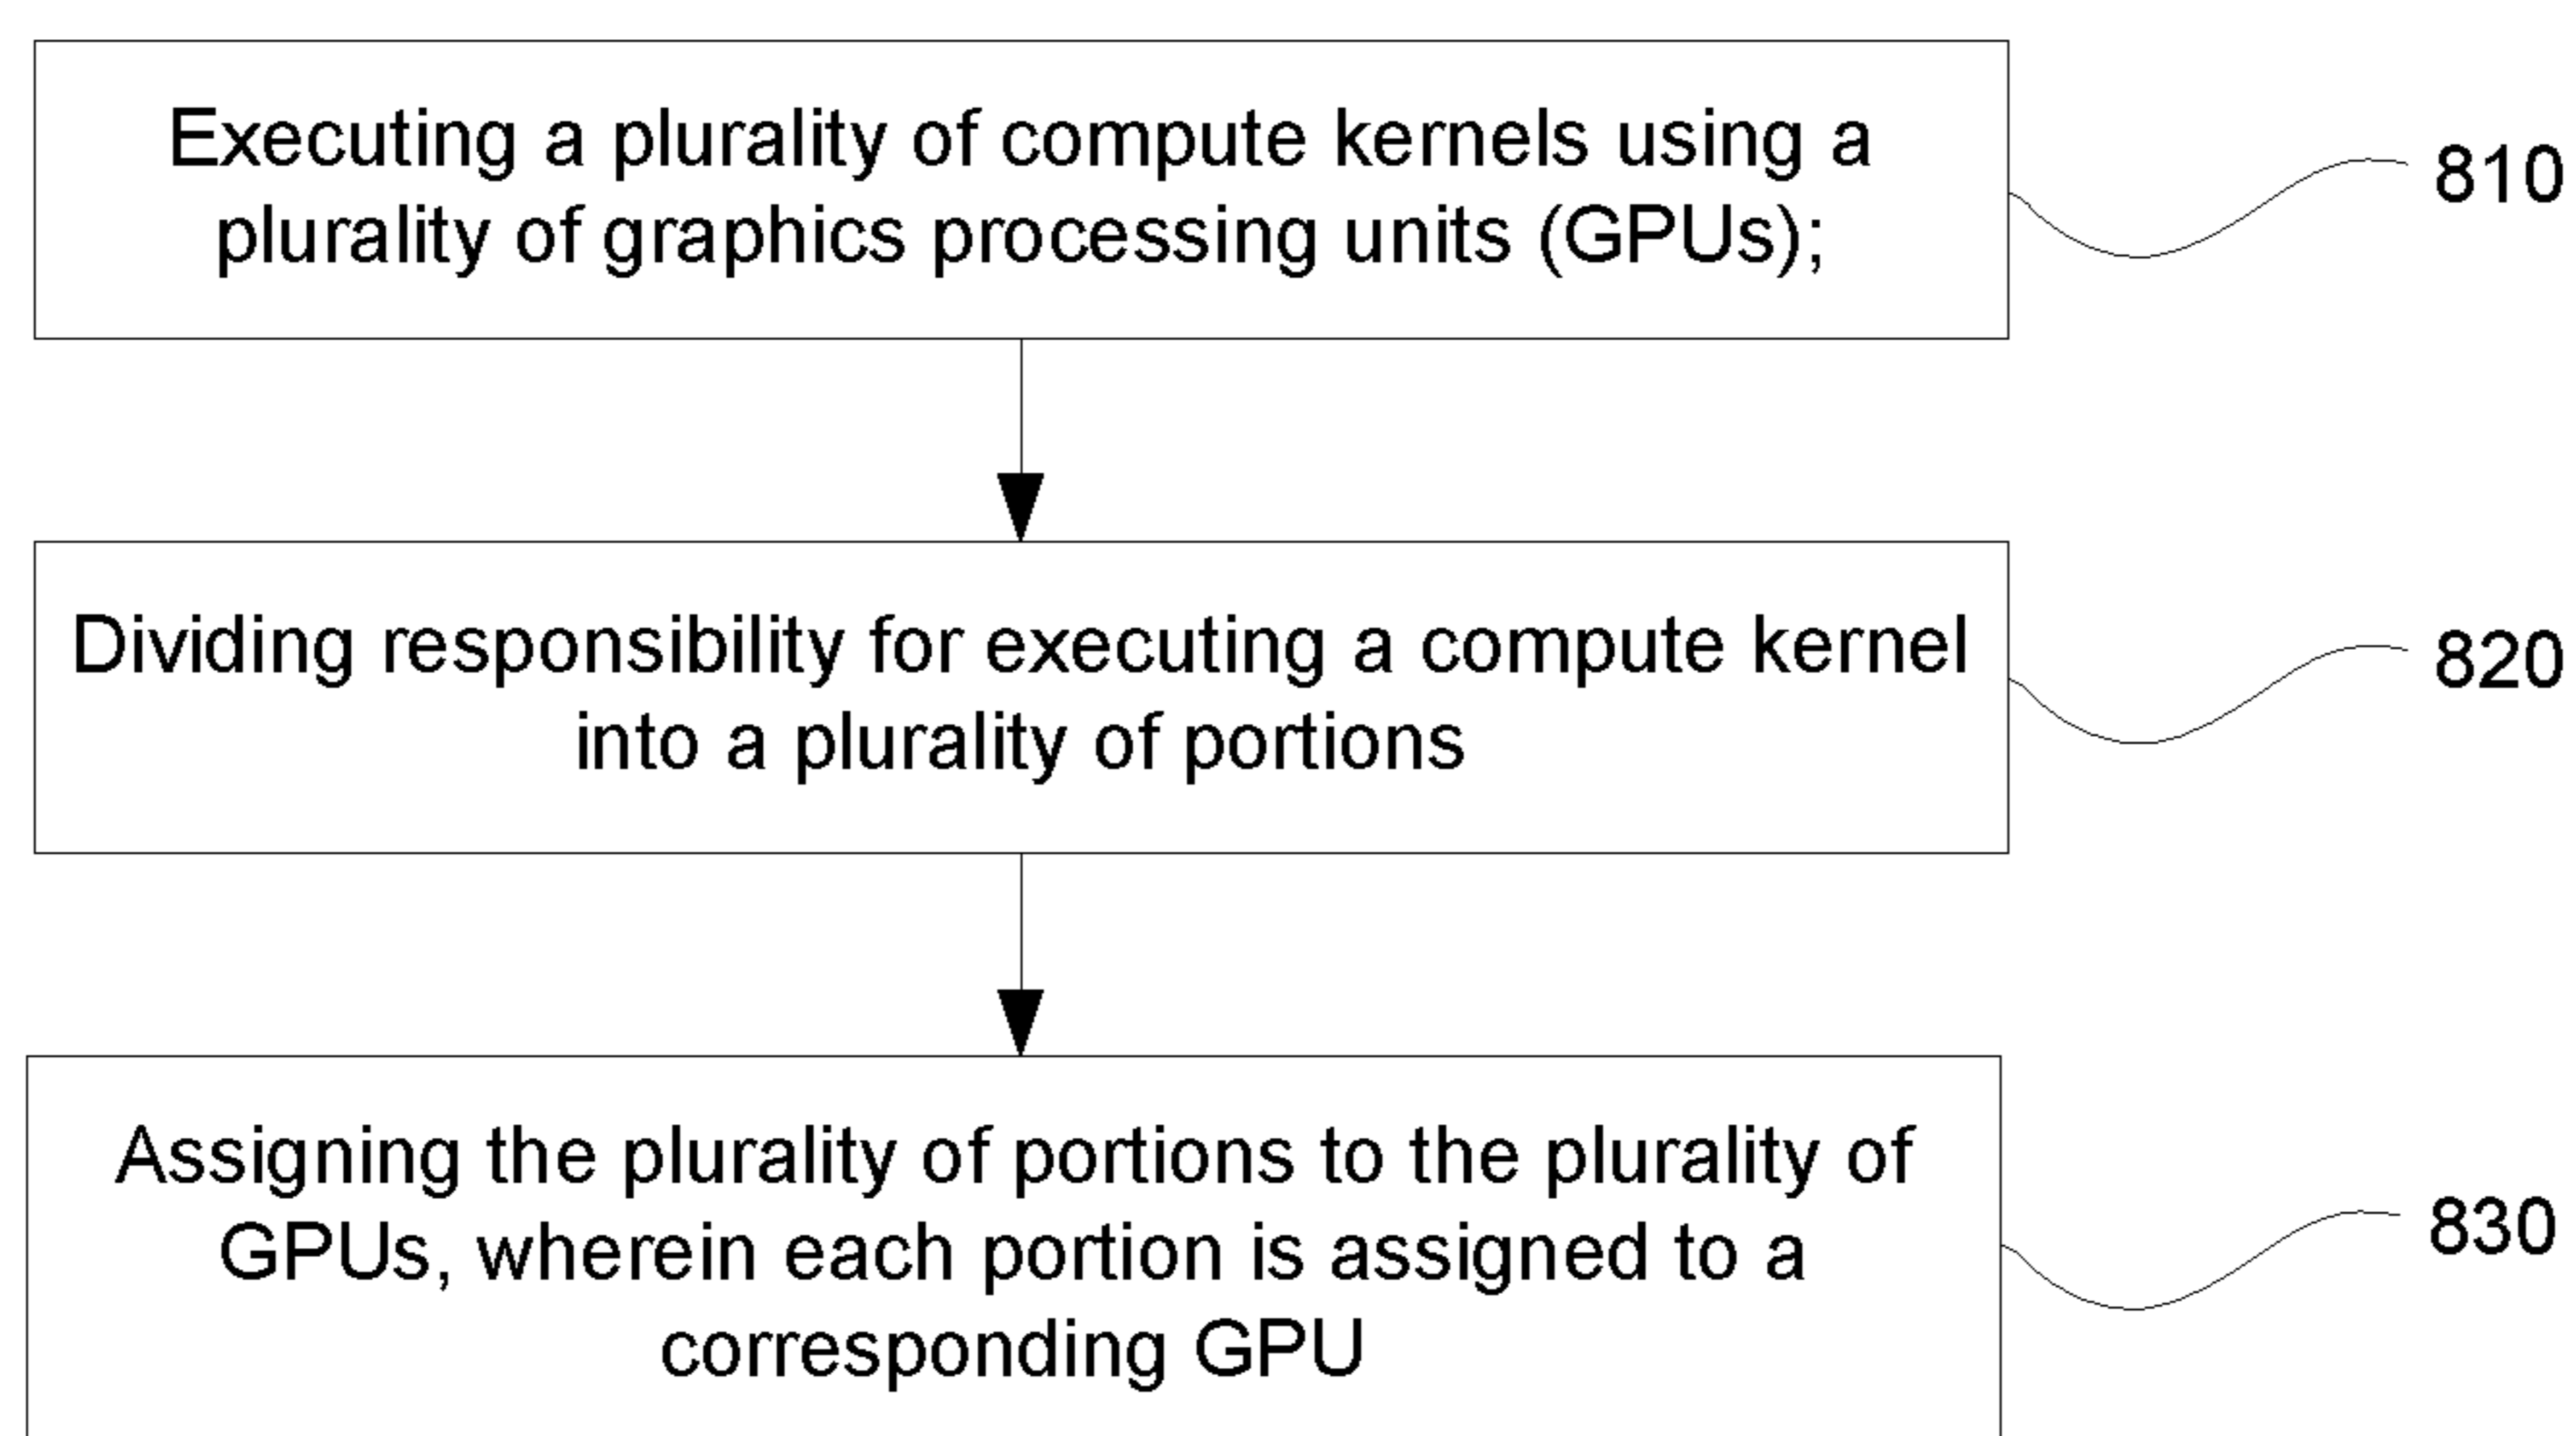 Executing a plurality of compute kernels using a
plurality of graphics processing units (GPUs);
810
Dividing responsibility for executing a compute kernel
into a plurality of portions
820
Assigning the plurality of portions to the plurality of
GPUs, wherein each portion is assigned to a
corresponding GPU
830